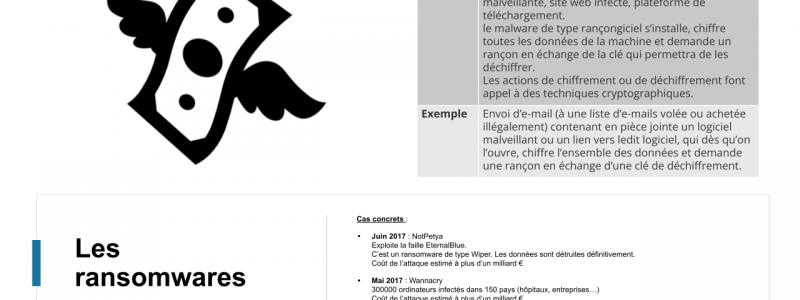 malveillante, site web infecté, plateforme de
téléchargement.
le malware de type rançongiciel s’installe, chiffre
toutes les données de la machine et demande un
rançon en échange de la clé qui permettra de les
déchiffrer.
Les actions de chiffrement ou de déchiffrement font
appel à des techniques cryptographiques.
Exemple
Envoi d’e-mail (à une liste d’e-mails volée ou achetée
illégalement) contenant en pièce jointe un logiciel
malveillant ou un lien vers ledit logiciel, qui dès qu’on
l’ouvre, chiffre l’ensemble des données et demande
une rançon en échange d’une clé de déchiffrement.
Les
ransomwares
Cas concrets :
▪ Juin 2017 : NotPetya
Exploite la faille EternalBlue.
C’est un ransomware de type Wiper. Les données sont détruites définitivement.
Coût de l’attaque estimé à plus d’un milliard €
▪ Mai 2017 : Wannacry
300000 ordinateurs infectés dans 150 pays (hôpitaux, entreprises…)
Coût de l’attaque estimé à plus d’un milliard €